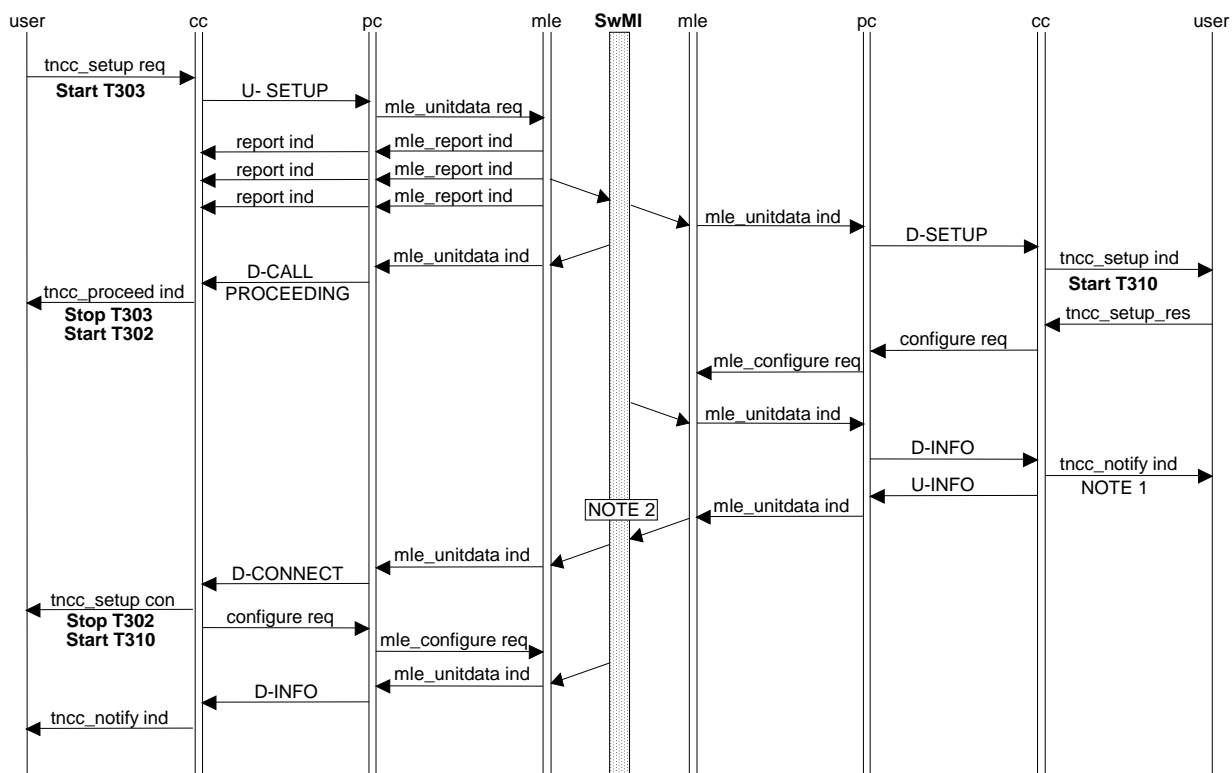 user cc pc mle SwMI mle pc cc user
tncc_setup req
Start T303
U- SETUP
mle_unitdata req
report ind mle_report ind
report ind mle_report ind
report ind mle_report ind
mle_unitdata ind
D-SETUP
mle_unitdata ind
tncc_setup ind
D-CALL
PROCEEDING
Start T310
tncc_proceed ind
Stop T303
Start T302
tncc_setup_res
configure req
mle_configure req
mle_unitdata ind
D-INFO
tncc_notify ind
NOTE 1
U-INFO
NOTE 2
mle_unitdata ind
mle_unitdata ind
D-CONNECT
tncc_setup con
Stop T302
Start T310
configure req
mle_configure req
mle_unitdata ind
D-INFO
tncc_notify ind